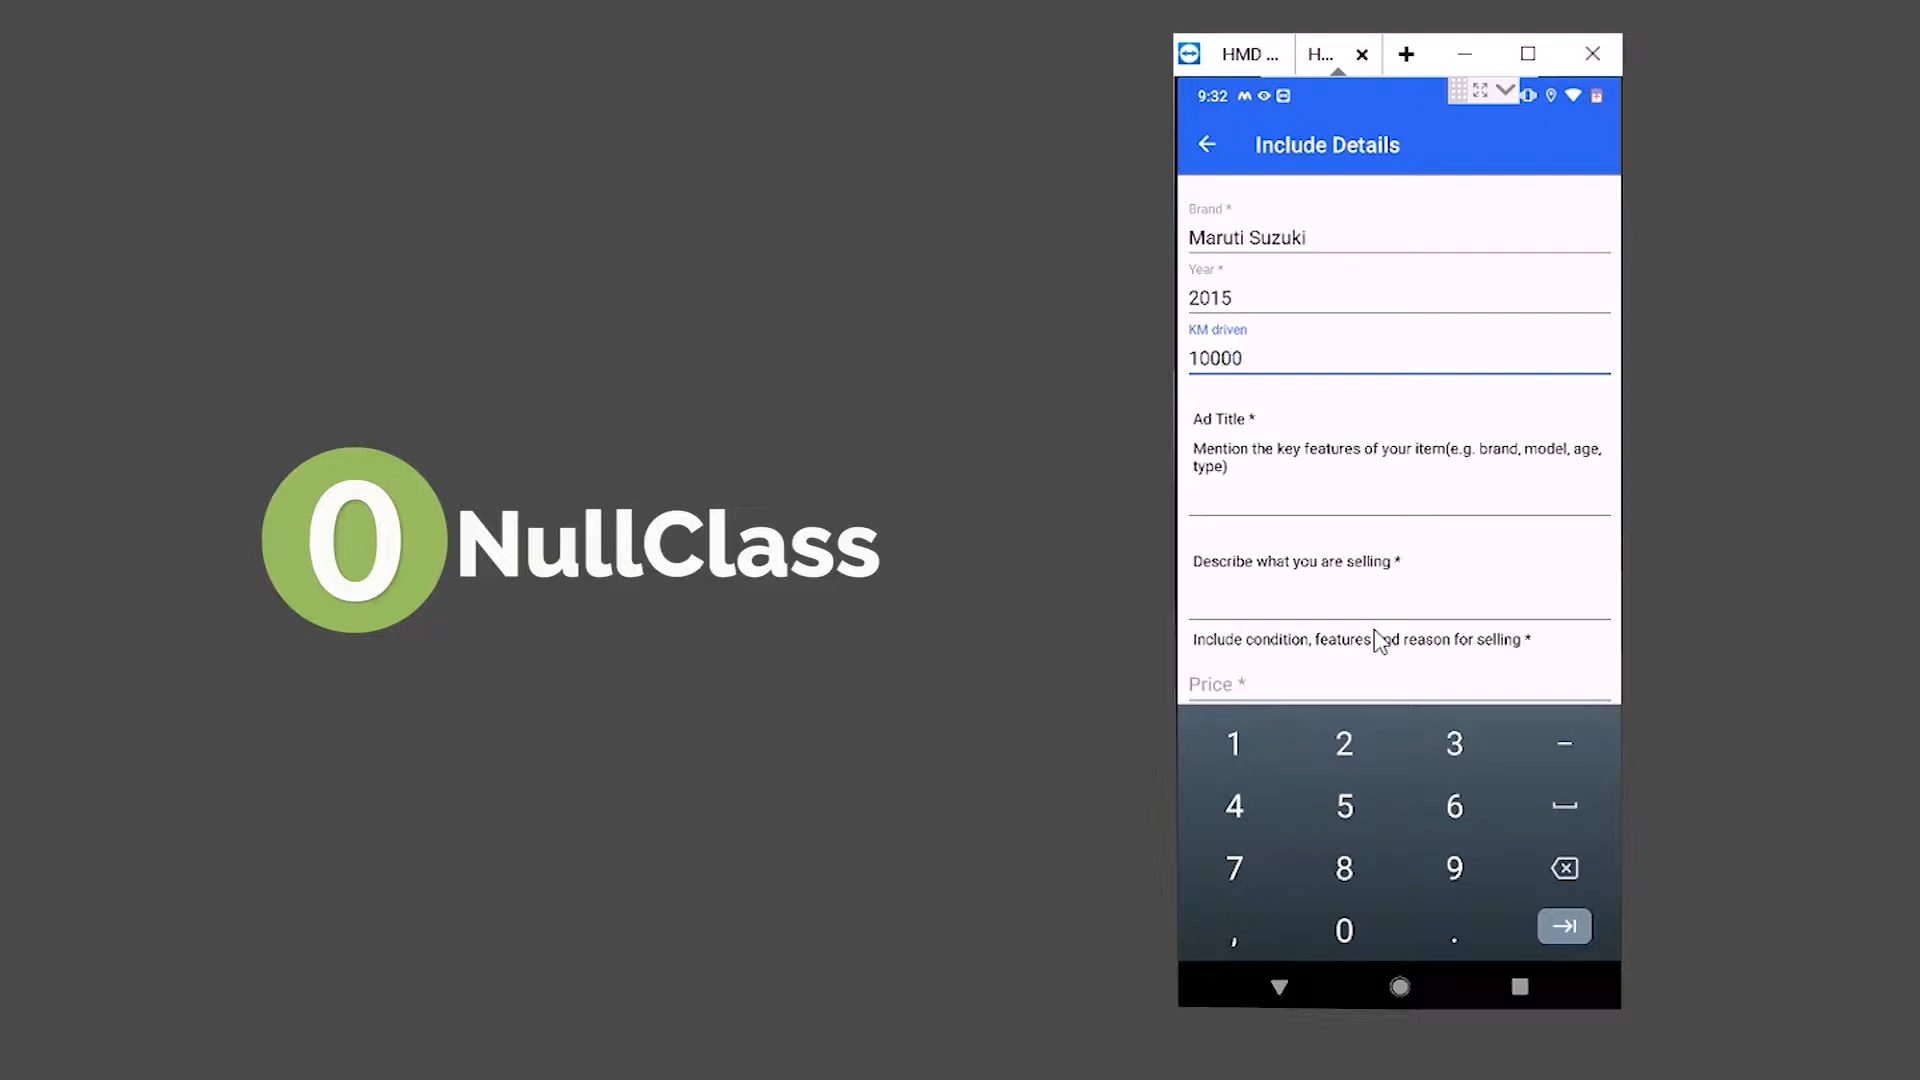 HMD ...
H...
9:32
Include Details
Brand *
Maruti Suzuki
Year *
2015
KM driven
10000
Ad Title *
Mention the key features of your item(e.g. brand, model, age,
type)
Describe what you are selling *
Include condition, features and reason for selling *
Price *
1 2 3 –
4 5 6
7 8 9
, 0 .
0 NullClass